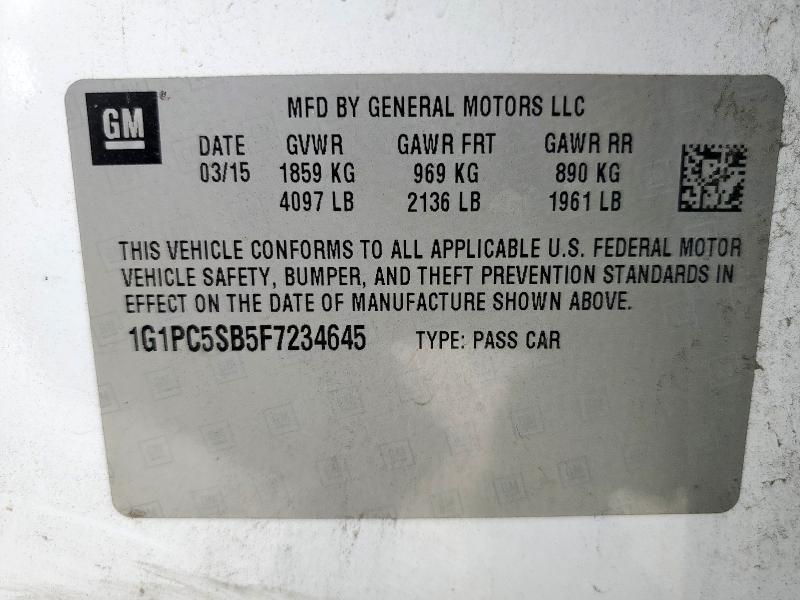 GM
MFD BY GENERAL MOTORS LLC
DATE GVWR GAWR FRT GAWR RR
03/15 1859 KG 969 KG 890 KG
4097 LB 2136 LB 1961 LB
THIS VEHICLE CONFORMS TO ALL APPLICABLE U.S. FEDERAL MOTOR
VEHICLE SAFETY, BUMPER, AND THEFT PREVENTION STANDARDS IN
EFFECT ON THE DATE OF MANUFACTURE SHOWN ABOVE.
1G1PC5SB5F7234645 TYPE: PASS CAR